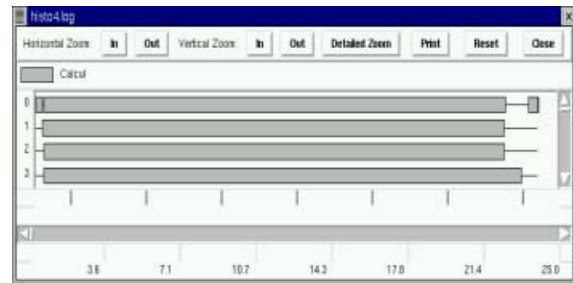 histo4.log
Horizontal Zoom In Out Vertical Zoom In Out Detailed Zoom Print Reset Close
Calcul
0
1
2
3
3.6 7.1 10.7 14.3 17.8 21.4 25.0